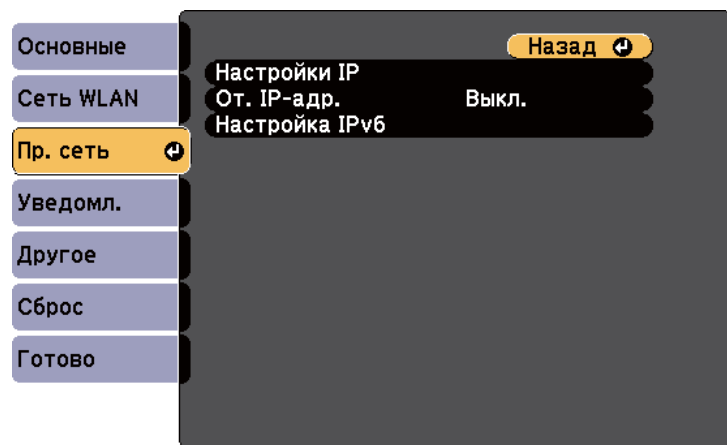 Основные
Сеть WLAN
Пр. сеть
Уведомл.
Другое
Сброс
Готово
Назад
Настройки IP
От. IP-адр. Выкл.
Настройка IPv6